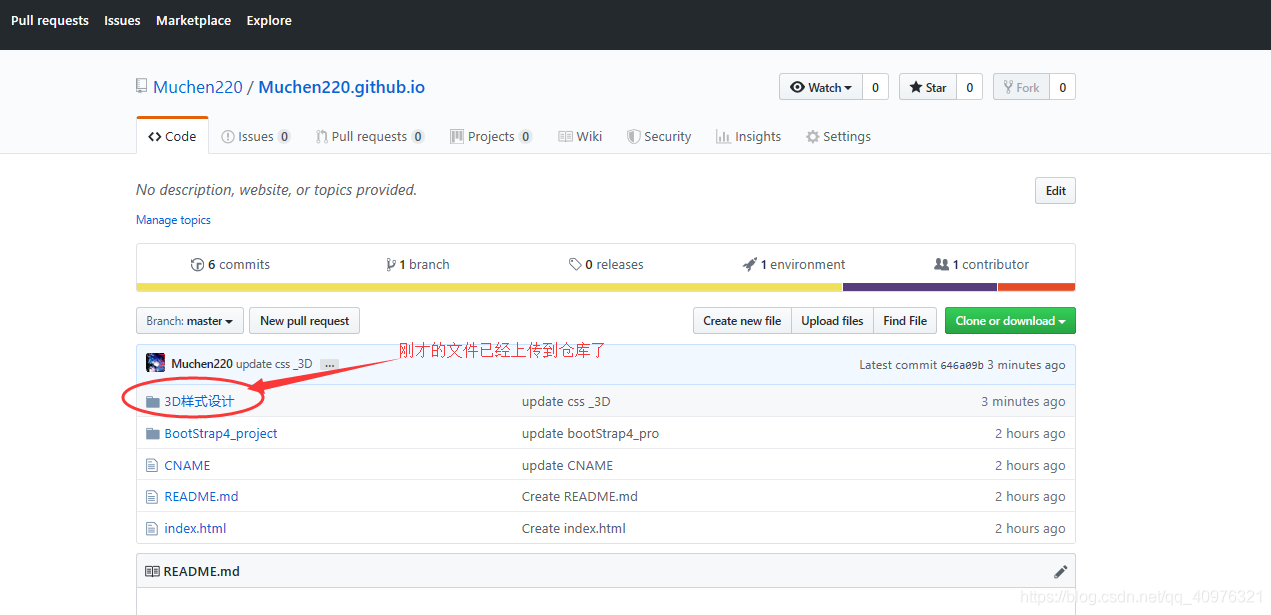 Pull requests Issues Marketplace Explore
Muchen220 / Muchen220.github.io Watch 0 Star 0 Fork 0
Code Issues 0 Pull requests 0 Projects 0 Wiki Security Insights Settings
No description, website, or topics provided. Edit
Manage topics
6 commits 1 branch 0 releases 1 environment 1 contributor
Branch: master New pull request Create new file Upload files Find File Clone or download
刚才的文件已经上传到仓库了
Muchen220 update css _3D ... Latest commit 646a09b 3 minutes ago
3D样式设计 update css _3D 3 minutes ago
BootStrap4_project update bootStrap4_pro 2 hours ago
CNAME update CNAME 2 hours ago
README.md Create README.md 2 hours ago
index.html Create index.html 2 hours ago
README.md
https://blog.csdn.net/qq_40976321